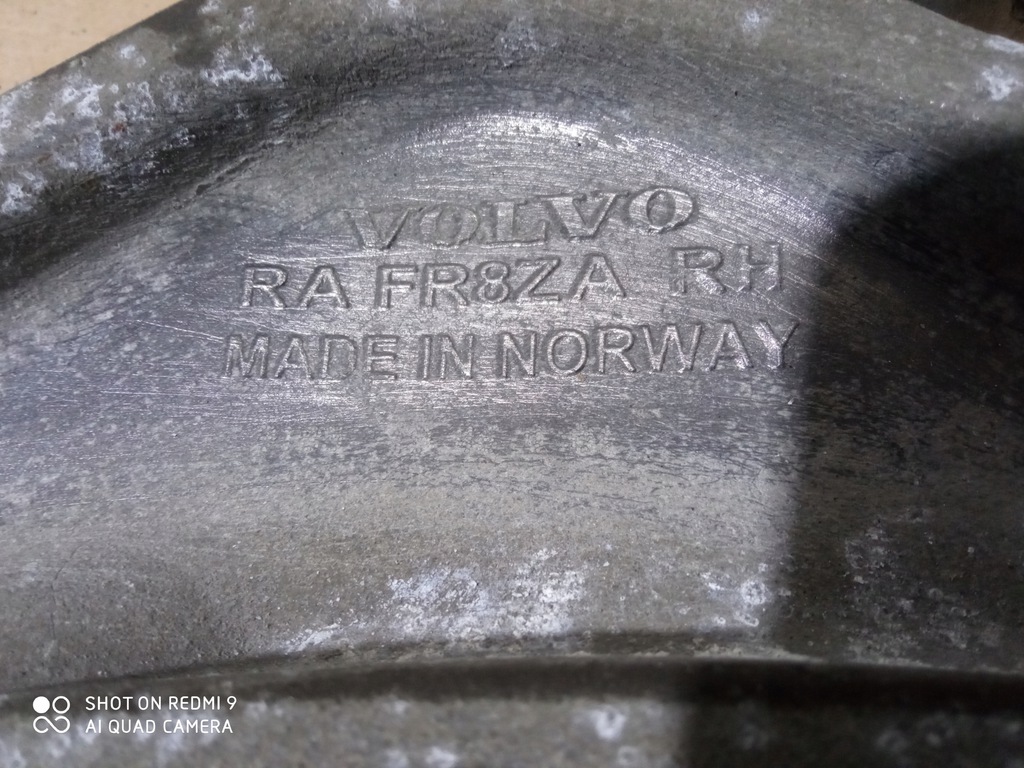 VOLVO
RA FR8ZA RH
MADE IN NORWAY
SHOT ON REDMI 9
AI QUAD CAMERA